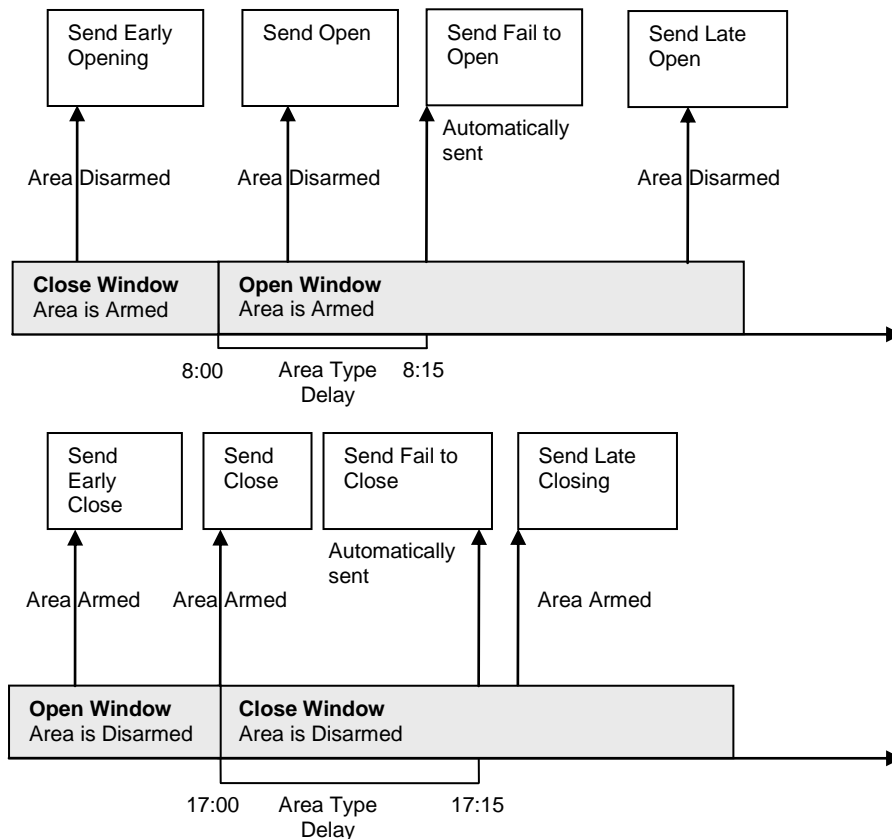 Send Early
Opening
Send Open
Send Fail to
Open
Send Late
Open
Automatically
sent
Area Disarmed
Area Disarmed
Area Disarmed
Close Window
Area is Armed
Open Window
Area is Armed
8:00
Area Type
Delay
8:15
Send
Early
Close
Send
Close
Send Fail to
Close
Send Late
Closing
Automatically
sent
Area Armed
Area Armed
Area Armed
Open Window
Area is Disarmed
Close Window
Area is Disarmed
17:00
Area Type
Delay
17:15